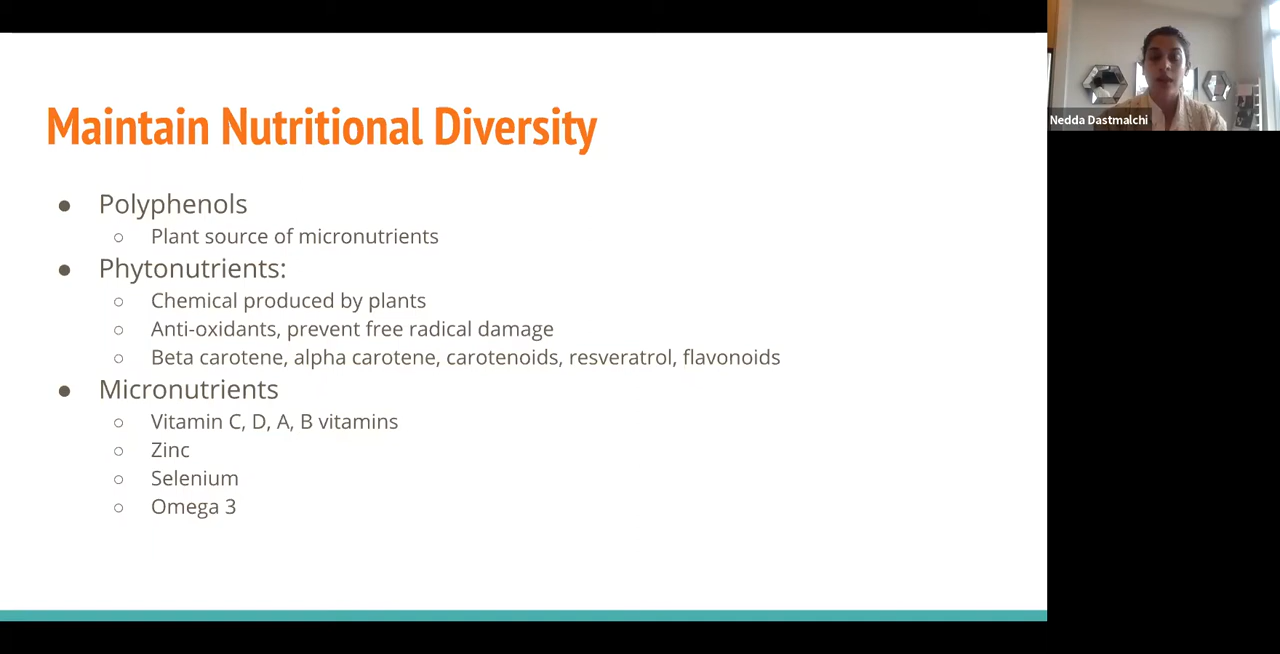 Maintain Nutritional Diversity
● Polyphenols
○ Plant source of micronutrients
● Phytonutrients:
○ Chemical produced by plants
○ Anti-oxidants, prevent free radical damage
○ Beta carotene, alpha carotene, carotenoids, resveratrol, flavonoids
● Micronutrients
○ Vitamin C, D, A, B vitamins
○ Zinc
○ Selenium
○ Omega 3
Nedda Dastmalchi